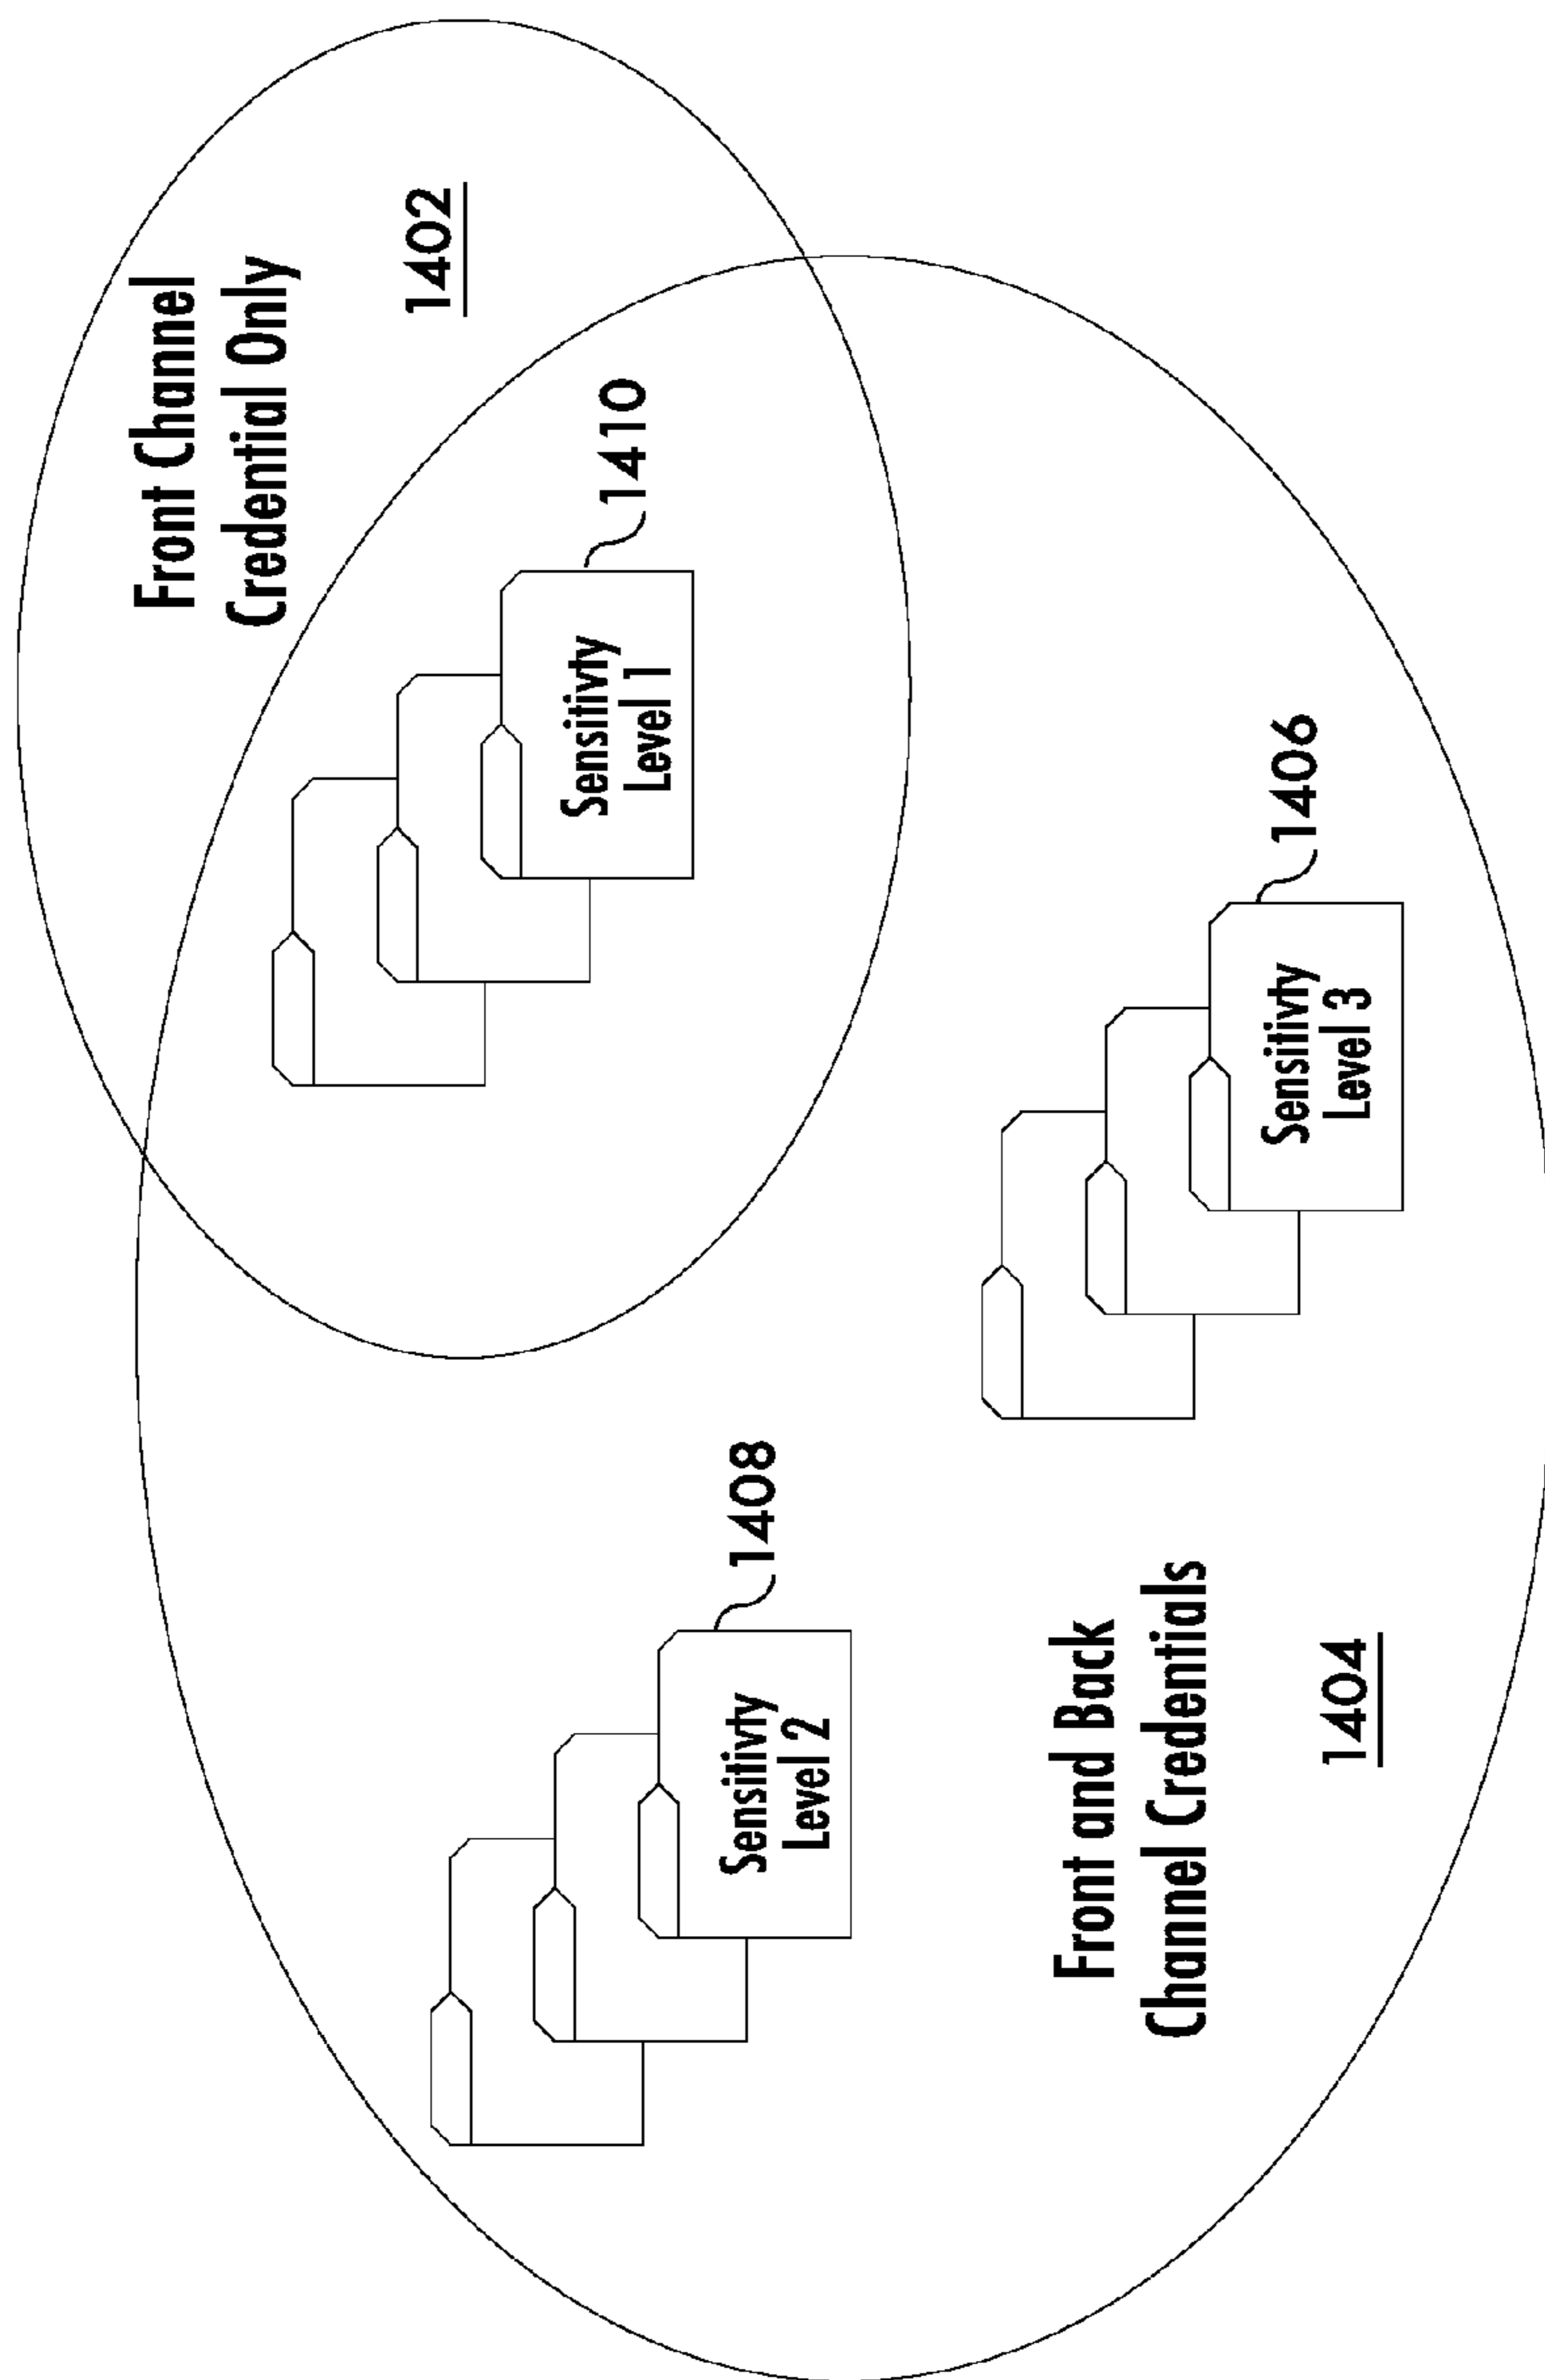 Front Channel
Credential Only
1402
Sensitivty
Level 1
1410
Sensitivty
Level 2
1408
Front and Back
Channel Credentials
1404
Sensitivty
Level 3
1406